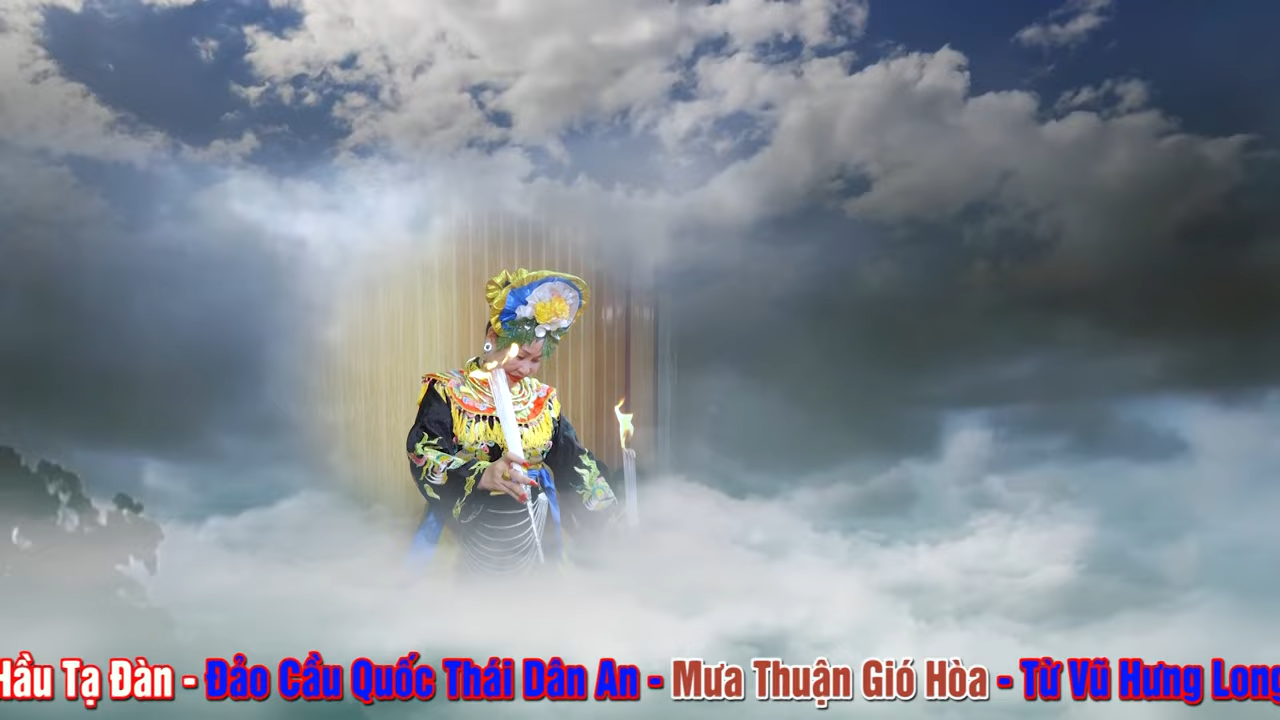 Hầu Tạ Đàn - Đảo Cầu Quốc Thái Dân An - Mưa Thuận Gió Hòa - Từ Vũ Hưng Long